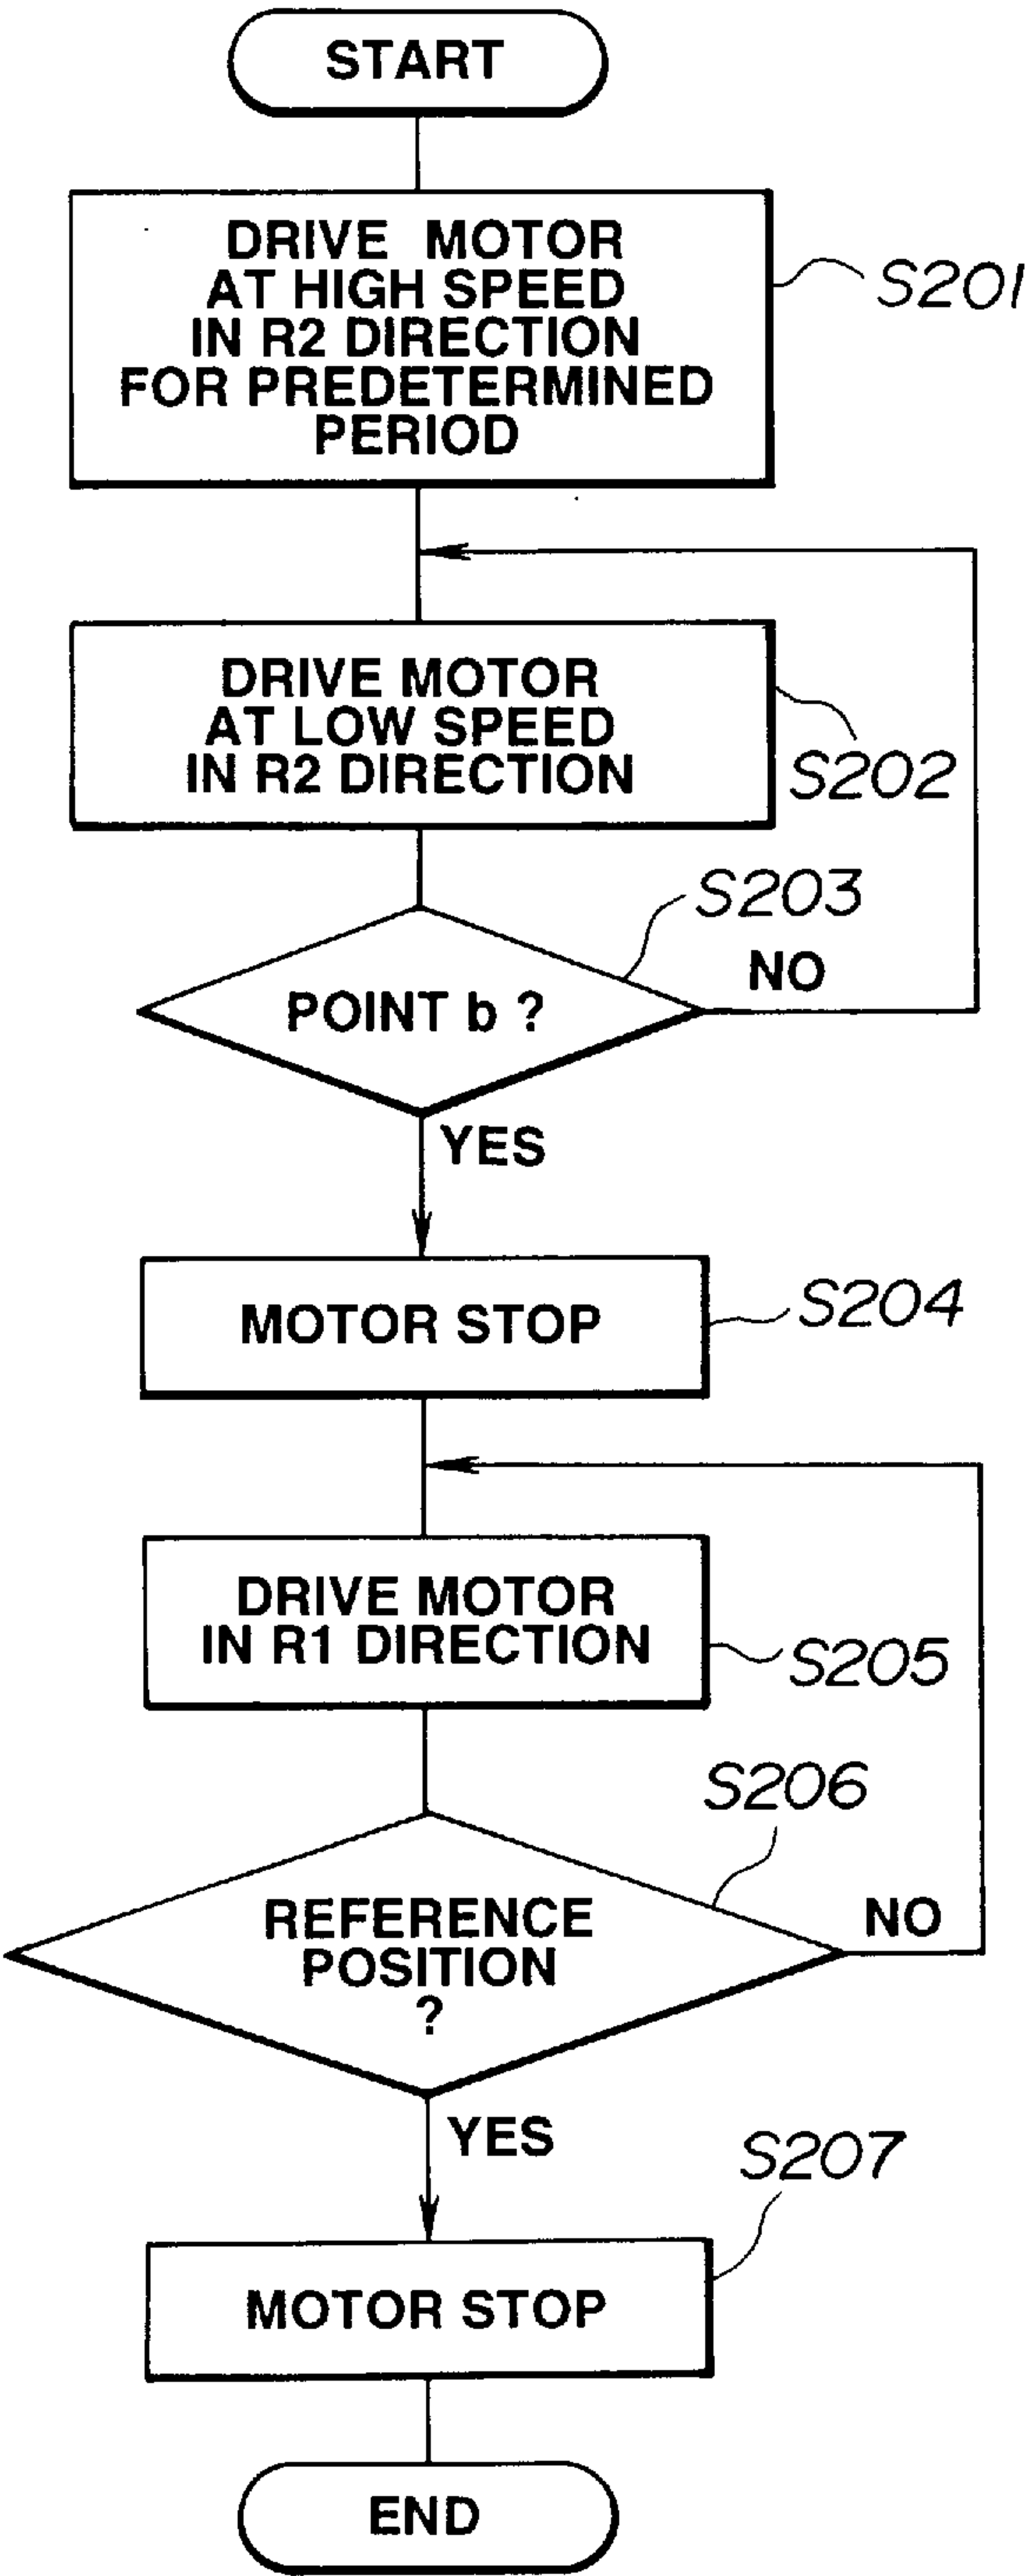 START
DRIVE MOTOR
AT HIGH SPEED
IN R2 DIRECTION
FOR PREDETERMINED
PERIOD
S201
DRIVE MOTOR
AT LOW SPEED
IN R2 DIRECTION
S202
S203
POINT b ?
NO
YES
MOTOR STOP
S204
DRIVE MOTOR
IN R1 DIRECTION
S205
S206
REFERENCE
POSITION
?
NO
YES
S207
MOTOR STOP
END